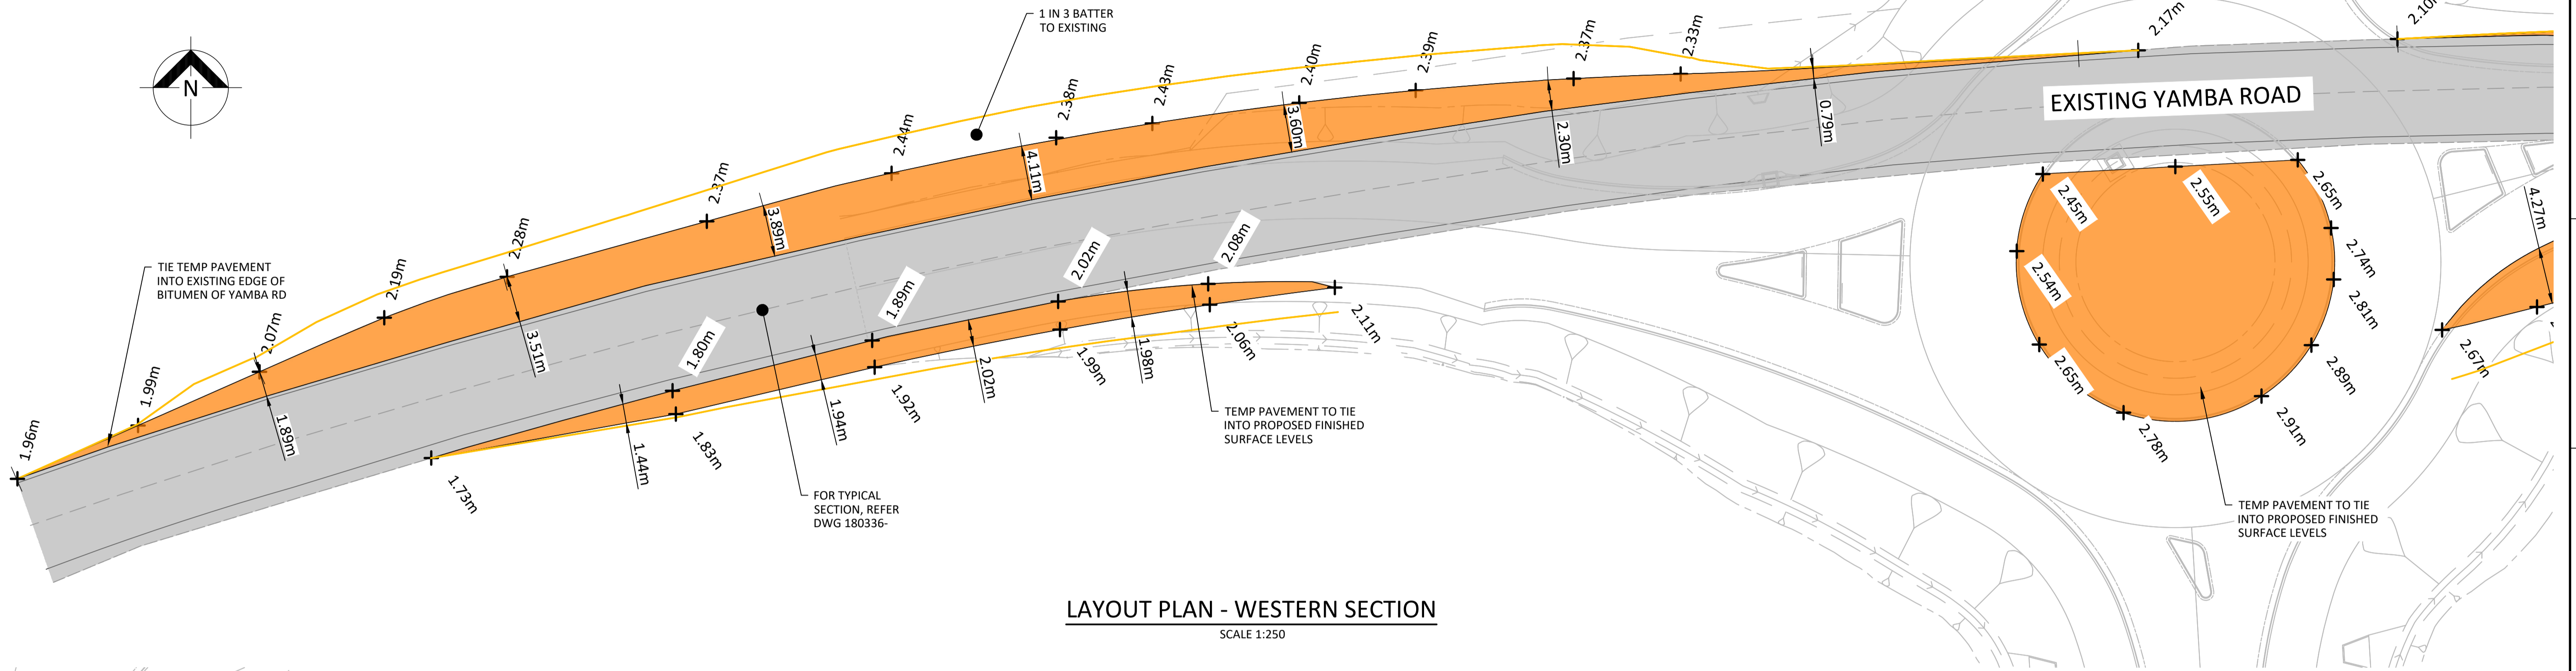 1 IN 3 BATTER
TO EXISTING
N
2.37m
2.33m
2.17m
2.40m
2.39m
2.38m
2.43m
2.44m
3.60m
2.30m
0.79m
EXISTING YAMBA ROAD
4.11m
2.37m
3.89m
2.28m
2.19m
2.07m
TIE TEMP PAVEMENT
INTO EXISTING EDGE OF
BITUMEN OF YAMBA RD
1.99m
1.96m
3.51m
1.89m
2.08m
2.02m
1.89m
1.80m
2.45m
2.55m
2.65m
4.27m
2.74m
2.54m
2.81m
2.11m
2.06m
1.98m
1.99m
2.02m
1.92m
1.94m
1.83m
1.44m
1.73m
2.65m
2.89m
2.67m
2.78m
2.91m
TEMP PAVEMENT TO TIE
INTO PROPOSED FINISHED
SURFACE LEVELS
FOR TYPICAL
SECTION, REFER
DWG 180336-
TEMP PAVEMENT TO TIE
INTO PROPOSED FINISHED
SURFACE LEVELS
LAYOUT PLAN - WESTERN SECTION
SCALE 1:250